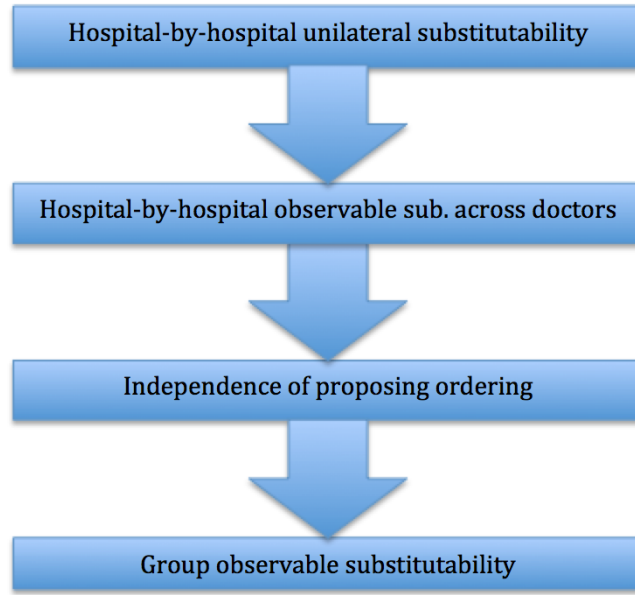 Hospital-by-hospital unilateral substitutability
Hospital-by-hospital observable sub. across doctors
Independence of proposing ordering
Group observable substitutability